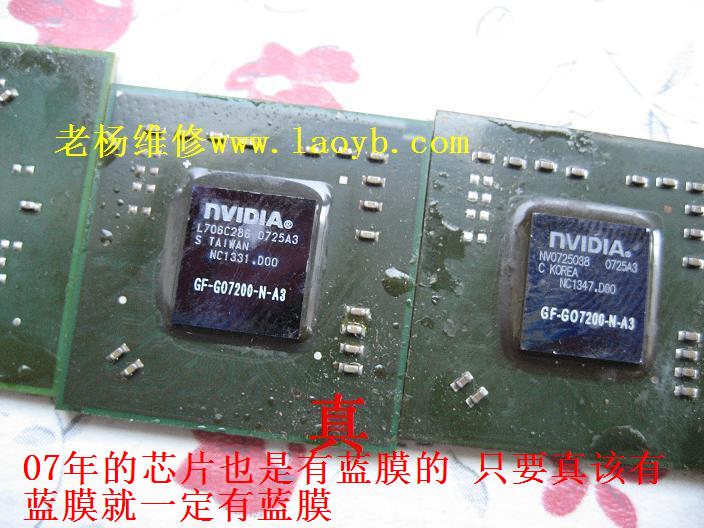 老杨维修www.laoyb.com
nVIDIA®
L706C286 0725A3
S TAIWAN
NC1331.D00
GF-GO7200-N-A3
nVIDIA.
NV0725038 0725A3
C KOREA
NC1347.D00
GF-GO7200-N-A3
真
07年的芯片也是有蓝膜的 只要真该有
蓝膜就一定有蓝膜